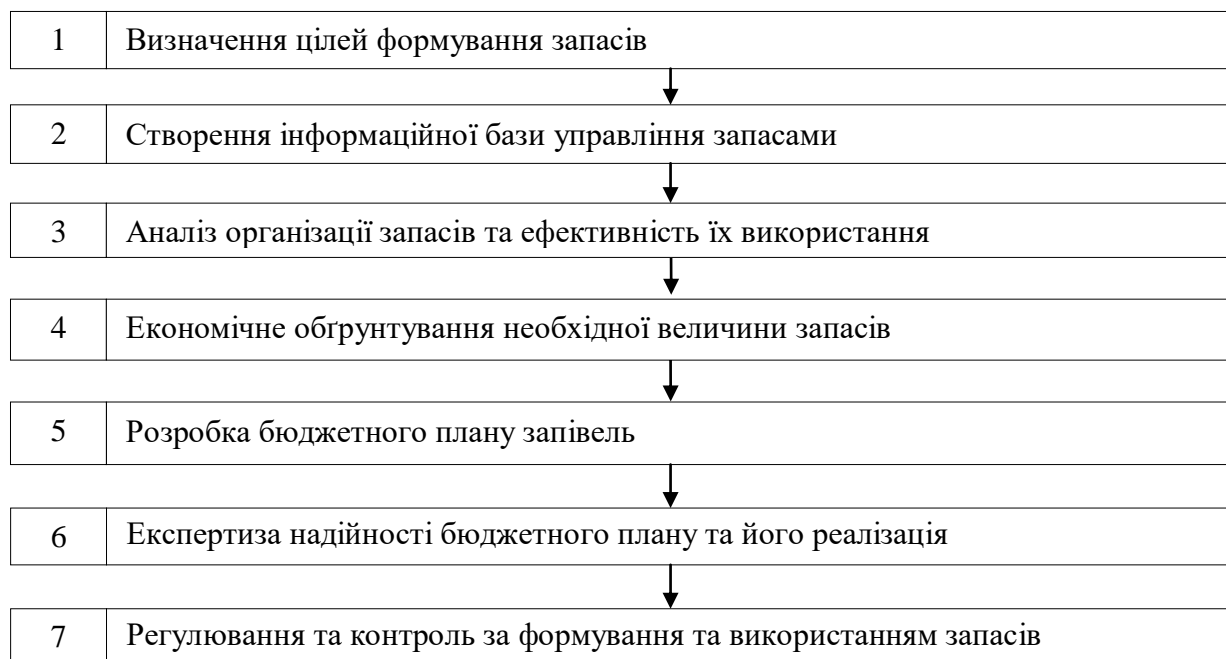 1 Визначення цілей формування запасів
2 Створення інформаційної бази управління запасами
3 Аналіз організації запасів та ефективність їх використання
4 Економічне обґрунтування необхідної величини запасів
5 Розробка бюджетного плану запівель
6 Експертиза надійності бюджетного плану та його реалізація
7 Регулювання та контроль за формування та використанням запасів